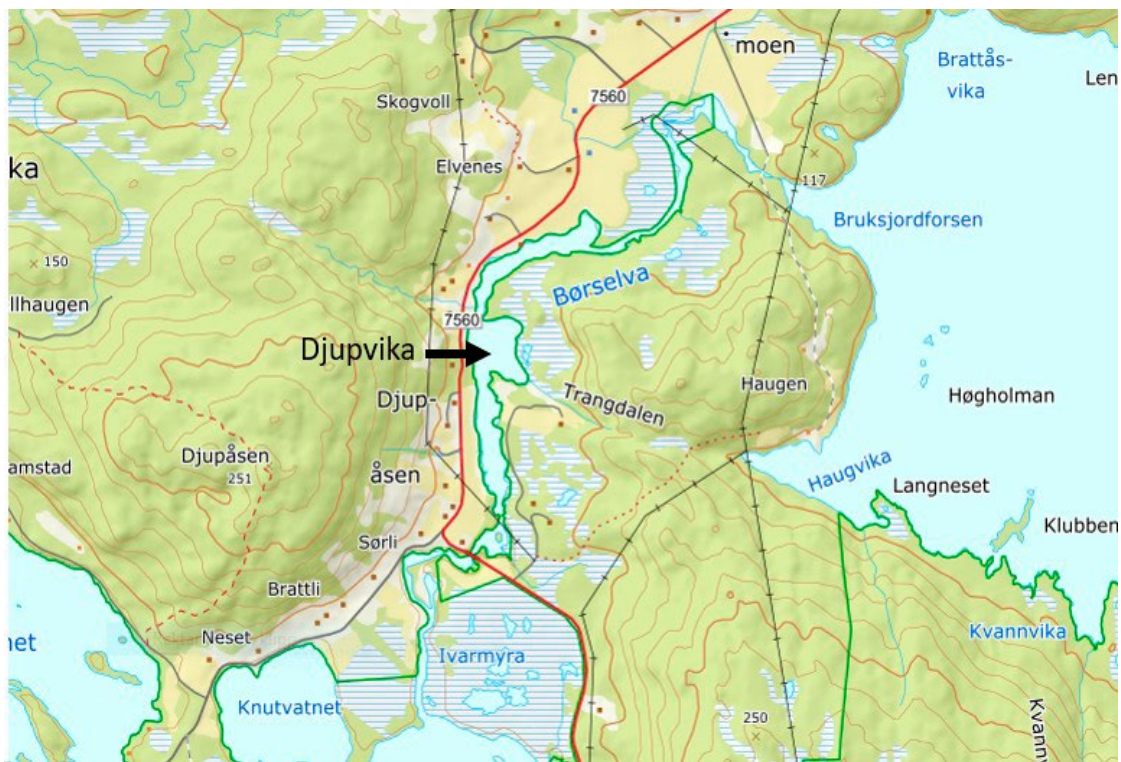 moen
Brattås-
vika
Len
7560
Skogvoll
Elvenes
ka
117
Bruksjordforsen
150
Børselva
llhaugen
7560
Djupvika
Haugen
Høgholman
Trangdalen
Djup-
åsen
Djupåsen
251
amstad
Haugvika
Langneset
Klubben
Sørli
Brattli
Neset
net
Ivarmyra
Kvannvika
Knutvatnet
250
Kvannv